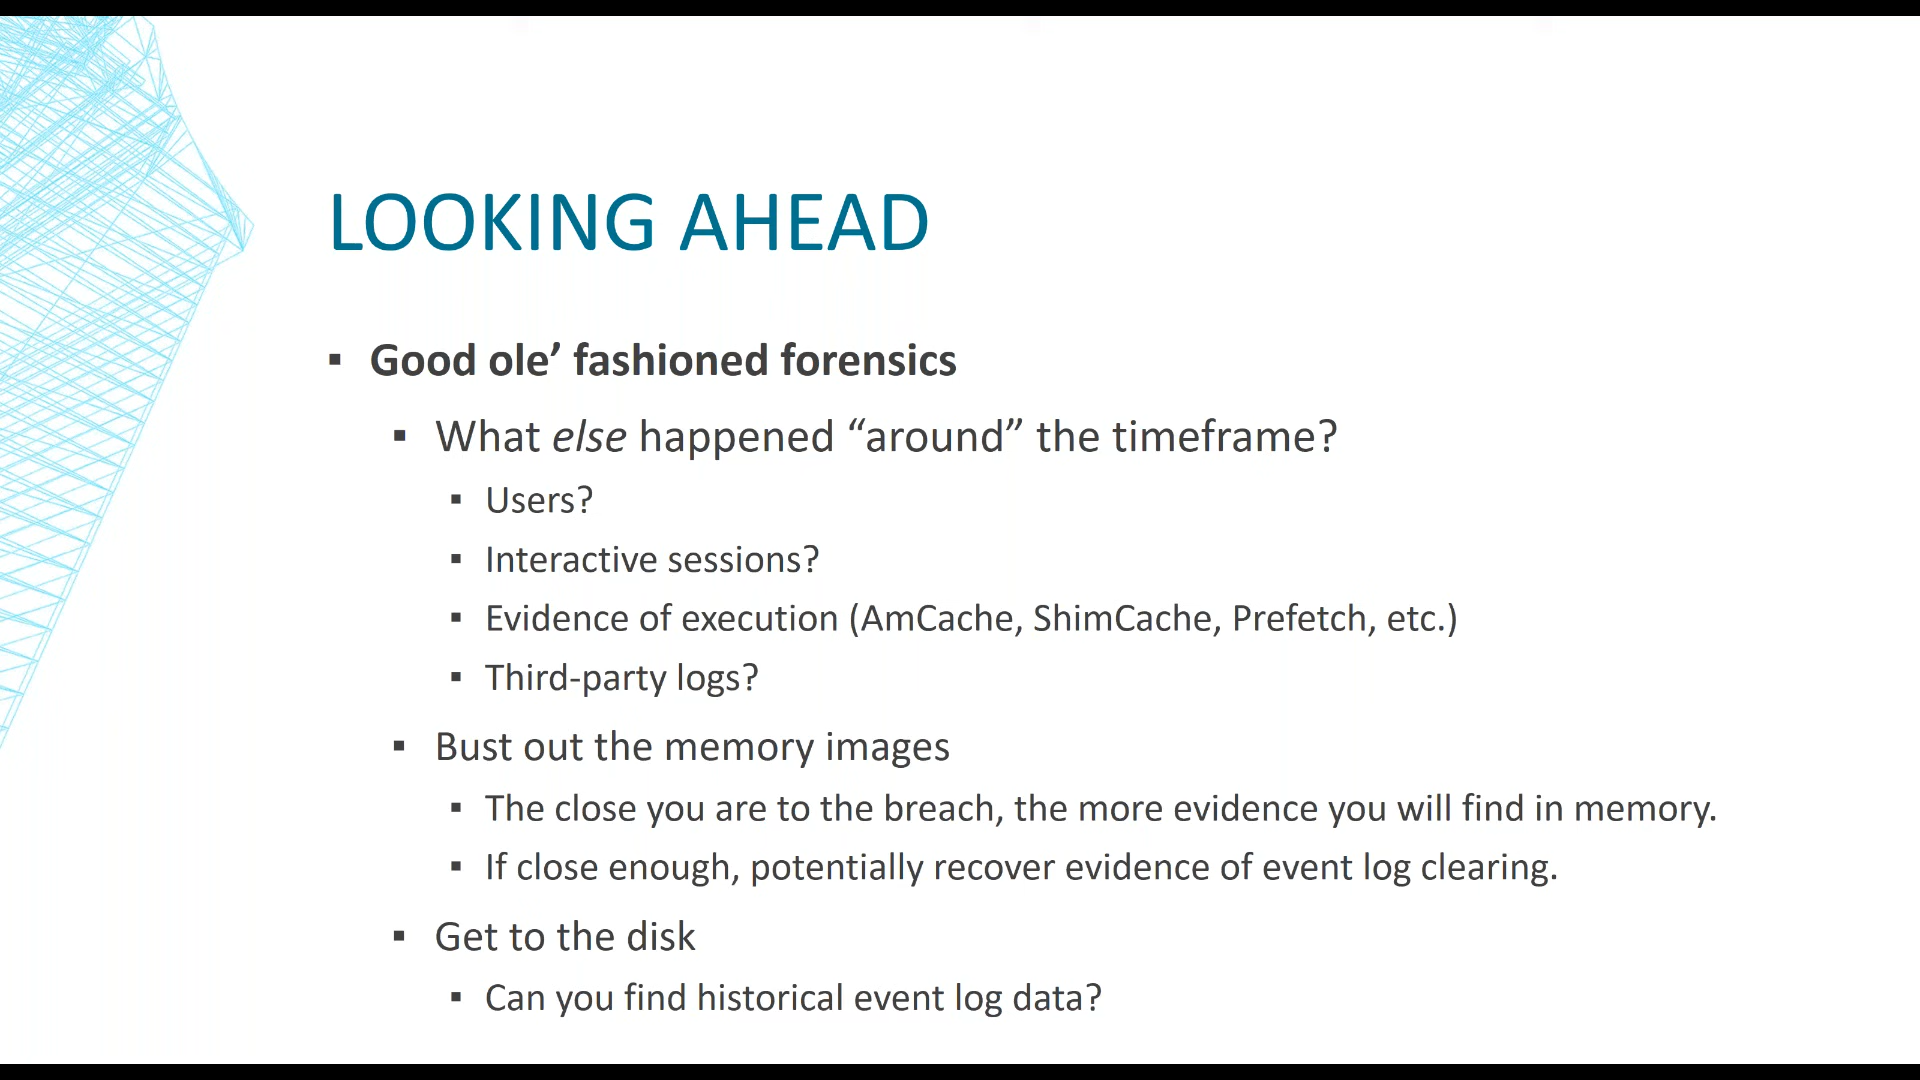 LOOKING AHEAD
▪ Good ole’ fashioned forensics
▪ What else happened “around” the timeframe?
▪ Users?
▪ Interactive sessions?
▪ Evidence of execution (AmCache, ShimCache, Prefetch, etc.)
▪ Third-party logs?
▪ Bust out the memory images
▪ The close you are to the breach, the more evidence you will find in memory.
▪ If close enough, potentially recover evidence of event log clearing.
▪ Get to the disk
▪ Can you find historical event log data?